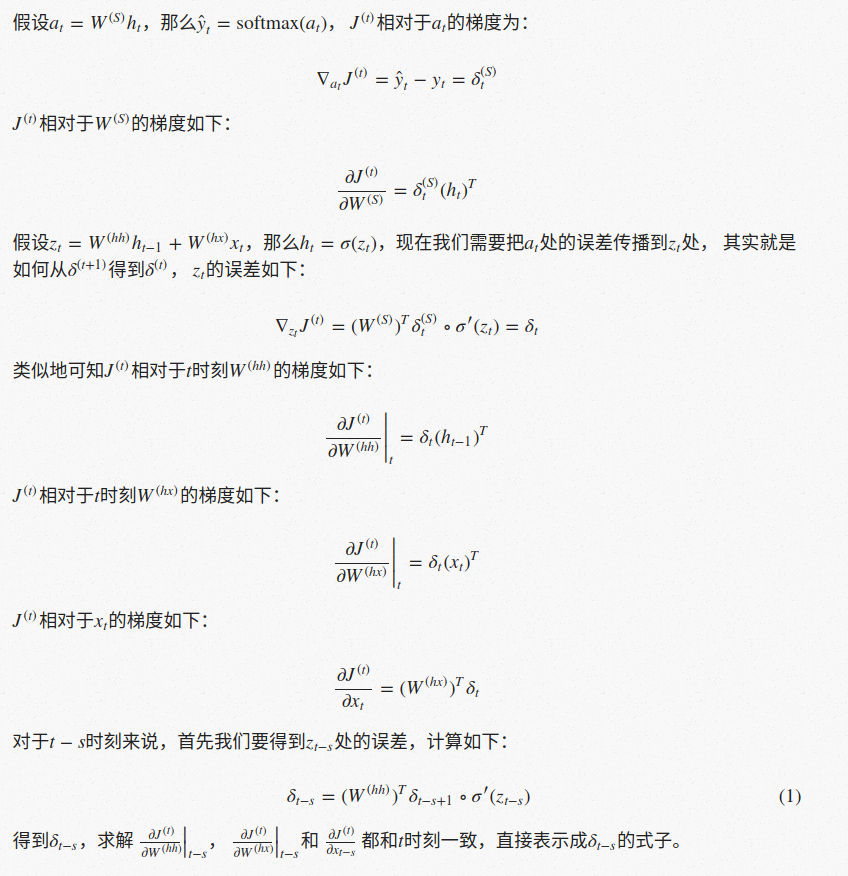 假设$a_t = W^{(S)}h_t$，那么$\hat{y}_t = \mathrm{softmax}(a_t)$， $J^{(t)}$相对于$a_t$的梯度为：
$\nabla_{a_t} J^{(t)} = \hat{y}_t - y_t = \delta_t^{(S)}$
$J^{(t)}$相对于$W^{(S)}$的梯度如下：
$\frac{\partial J^{(t)}}{\partial W^{(S)}} = \delta_t^{(S)} (h_t)^T$
假设$z_t = W^{(hh)}h_{t-1} + W^{(hx)}x_t$，那么$h_t = \sigma(z_t)$，现在我们需要把$a_t$处的误差传播到$z_t$处， 其实就是
如何从$\delta^{(t+1)}$得到$\delta^{(t)}$， $z_t$的误差如下：
$\nabla_{z_t} J^{(t)} = (W^{(S)})^T \delta_t^{(S)} \circ \sigma'(z_t) = \delta_t$
类似地可知$J^{(t)}$相对于$t$时刻$W^{(hh)}$的梯度如下：
$\left.\frac{\partial J^{(t)}}{\partial W^{(hh)}}\right|_t = \delta_t (h_{t-1})^T$
$J^{(t)}$相对于$t$时刻$W^{(hx)}$的梯度如下：
$\left.\frac{\partial J^{(t)}}{\partial W^{(hx)}}\right|_t = \delta_t (x_t)^T$
$J^{(t)}$相对于$x_t$的梯度如下：
$\frac{\partial J^{(t)}}{\partial x_t} = (W^{(hx)})^T \delta_t$
对于$t-s$时刻来说，首先我们要得到$z_{t-s}$处的误差，计算如下：
$\delta_{t-s} = (W^{(hh)})^T \delta_{t-s+1} \circ \sigma'(z_{t-s})$ (1)
得到$\delta_{t-s}$，求解 $\left.\frac{\partial J^{(t)}}{\partial W^{(hh)}}\right|_{t-s}$， $\left.\frac{\partial J^{(t)}}{\partial W^{(hx)}}\right|_{t-s}$和 $\frac{\partial J^{(t)}}{\partial x_{t-s}}$ 都和$t$时刻一致，直接表示成$\delta_{t-s}$的式子。